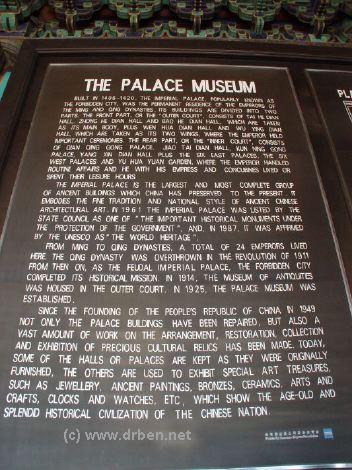 THE PALACE MUSEUM
BUILT IN 1406-1420, THE IMPERIAL PALACE, POPULARLY KNOWN AS
THE FORBIDDEN CITY, WAS THE PERMANENT RESIDENCE OF THE EMPERORS OF
THE MING AND QING DYNASTIES. ITS BUILDINGS ARE DIVIDED INTO TWO
PARTS, THE FRONT PART, OR THE "OUTER COURT", CONSISTS OF TAI HE DIAN
HALL, ZHONG HE DIAN HALL AND BAO HE DIAN HALL, WHICH ARE TAKEN
AS ITS MAIN BODY, PLUS WEN HUA DIAN HALL AND WU YING DIAN
HALL WHICH ARE TAKEN AS ITS TWO WINGS, WHERE THE EMPEROR HELD
IMPORTANT CEREMONIES. THE REAR PART, OR THE "INNER COURT", CONSISTS
OF QIAN QING GONG PALACE, JIAO TAI DIAN HALL, KUN NING GONG
PALACE, YANG XIN DIAN HALL PLUS THE SIX EAST PALACES, THE SIX
WEST PALACES AND YU HUA YUAN GARDEN, WHERE THE EMPEROR HANDLED
ROUTINE AFFAIRS AND HE WITH HIS EMPRESS AND CONCUBINES LIVED OR
SPENT THEIR LEISURE HOURS
THE IMPERIAL PALACE IS THE LARGEST AND MOST COMPLETE GROUP
OF ANCIENT BUILDINGS WHICH CHINA HAS PRESERVED TO THE PRESENT. IT
EMBODIES THE FINE TRADITION AND NATIONAL STYLE OF ANCIENT CHINESE
ARCHITECTURAL ART. IN 1961 THE IMPERIAL PALACE WAS LISTED BY THE
STATE COUNCIL AS ONE OF "THE IMPORTANT HISTORICAL MONUMENTS UNDER
THE PROTECTION OF THE GOVERNMENT", AND, IN 1987, IT WAS AFFIRMED
BY THE UNESCO AS "THE WORLD HERITAGE".
FROM MING TO QING DYNASTIES, A TOTAL OF 24 EMPERORS LIVED
HERE THE QING DYNASTY WAS OVERTHROWN IN THE REVOLUTION OF 1911
FROM THEN ON, AS THE FEUDAL IMPERIAL PALACE, THE FORBIDDEN CITY
COMPLETED ITS HISTORICAL MISSION. IN 1914, THE MUSEUM OF ANTIQUITIES
WAS HOUSED IN THE OUTER COURT. IN 1925, THE PALACE MUSEUM WAS
ESTABLISHED.
SINCE THE FOUNDING OF THE PEOPLE'S REPUBLIC OF CHINA IN 1949
NOT ONLY THE PALACE BUILDINGS HAVE BEEN REPAIRED, BUT ALSO A
VAST AMOUNT OF WORK ON THE ARRANGEMENT, RESTORATION, COLLECTION
AND EXHIBITION OF PRECIOUS CULTURAL RELICS HAS BEEN MADE. TODAY,
SOME OF THE HALLS OR PALACES ARE KEPT AS THEY WERE ORIGINALLY
FURNISHED, THE OTHERS ARE USED TO EXHIBIT SPECIAL ART TREASURES,
SUCH AS JEWELLERY, ANCIENT PAINTINGS, BRONZES, CERAMICS, ARTS AND
CRAFTS, CLOCKS AND WATCHES, ETC., WHICH SHOW THE AGE-OLD AND
SPLENDID HISTORICAL CIVILIZATION OF THE CHINESE NATION.
(c) www.drben.net